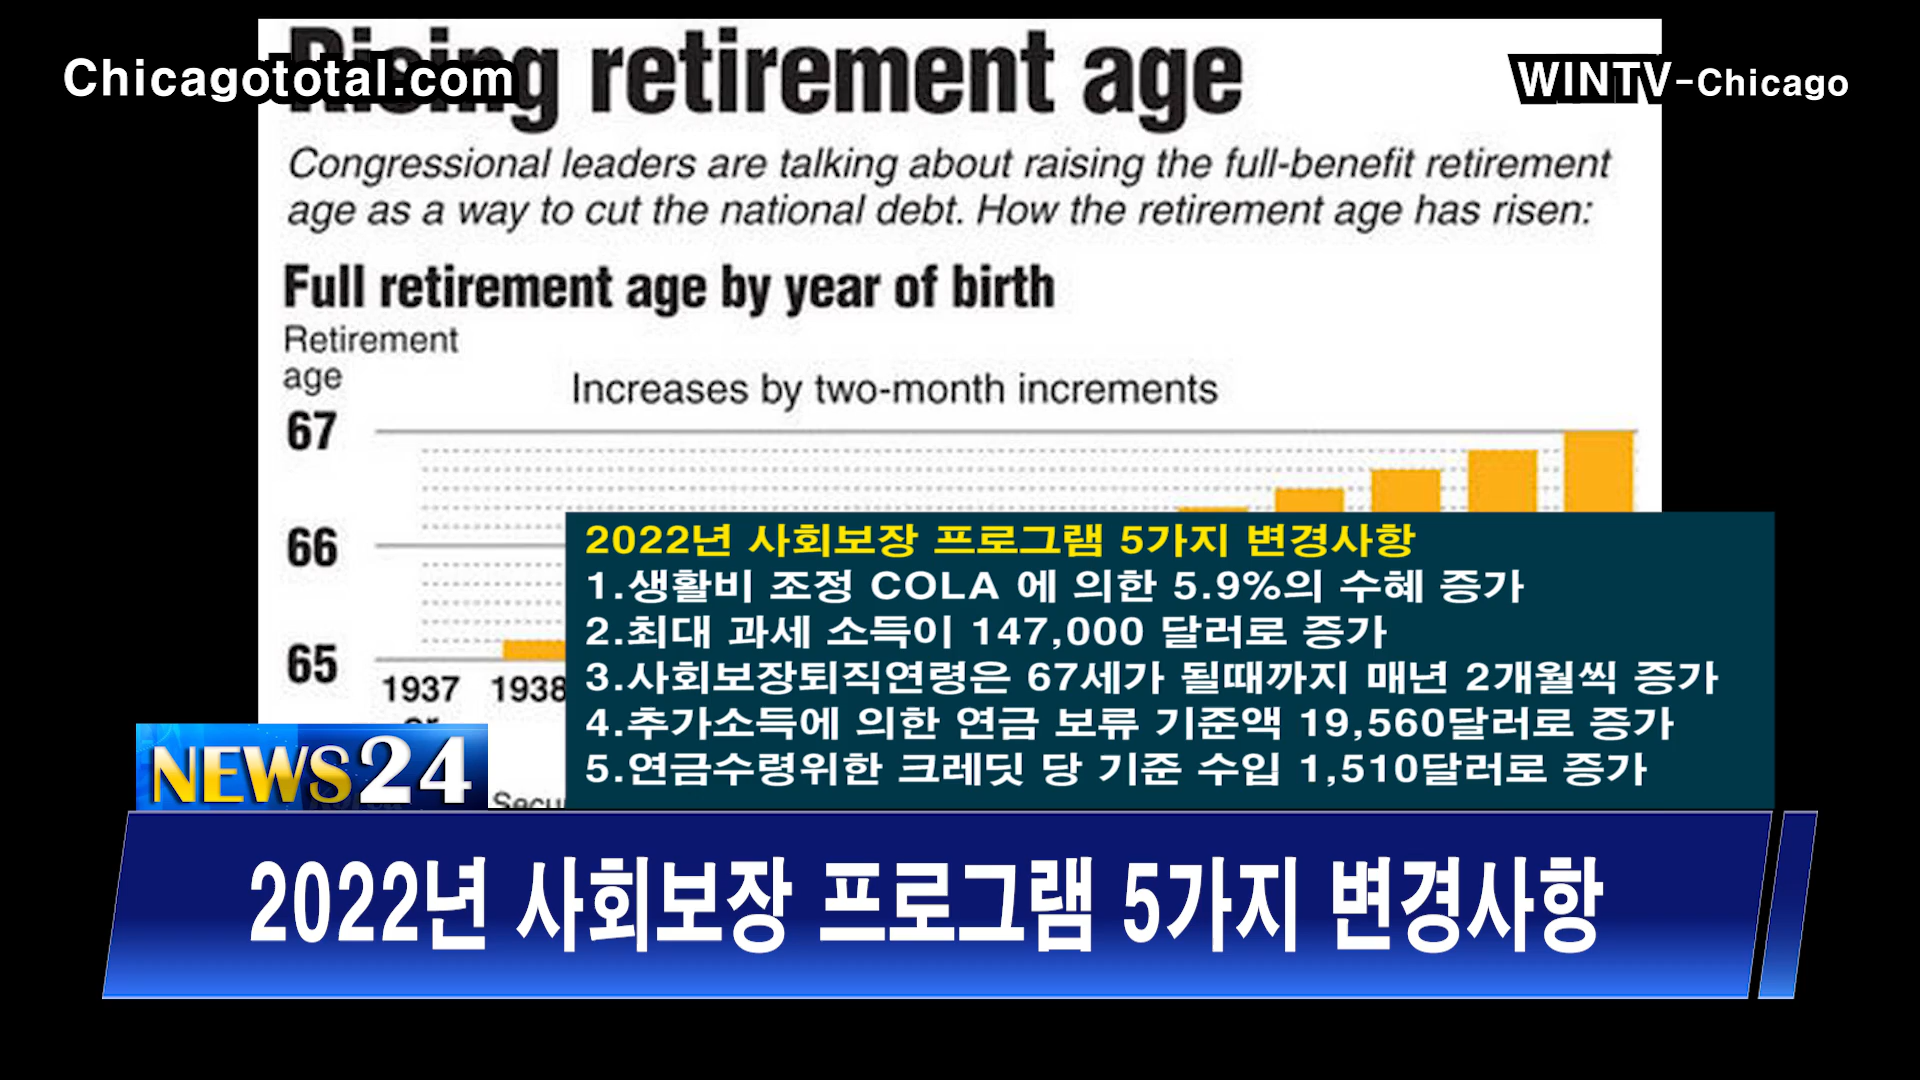 Chicagototal.com
WINTV-Chicago
Rising retirement age
Congressional leaders are talking about raising the full-benefit retirement
age as a way to cut the national debt. How the retirement age has risen:
Full retirement age by year of birth
Retirement
age
Increases by two-month increments
67
66
65
1937 1938
2022년 사회보장 프로그램 5가지 변경사항
1.생활비 조정 COLA 에 의한 5.9%의 수혜 증가
2.최대 과세 소득이 147,000 달러로 증가
3.사회보장퇴직연령은 67세가 될때까지 매년 2개월씩 증가
4.추가소득에 의한 연금 보류 기준액 19,560달러로 증가
5.연금수령위한 크레딧 당 기준 수입 1,510달러로 증가
NEWS24
2022년 사회보장 프로그램 5가지 변경사항